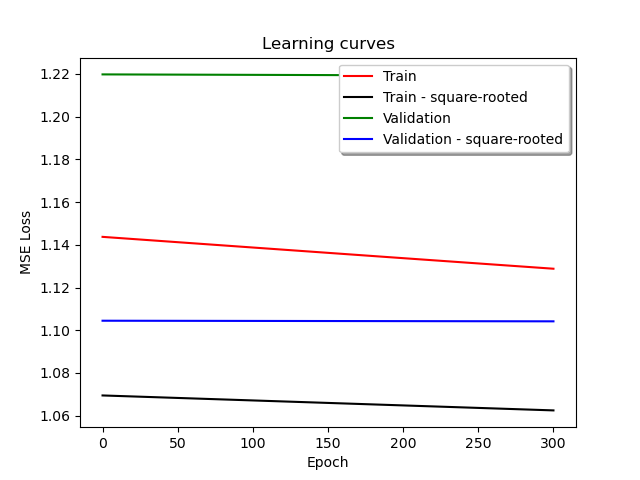 Learning curves
Train
Train - square-rooted
Validation
Validation - square-rooted
MSE Loss
1.22
1.20
1.18
1.16
1.14
1.12
1.10
1.08
1.06
0 50 100 150 200 250 300
Epoch